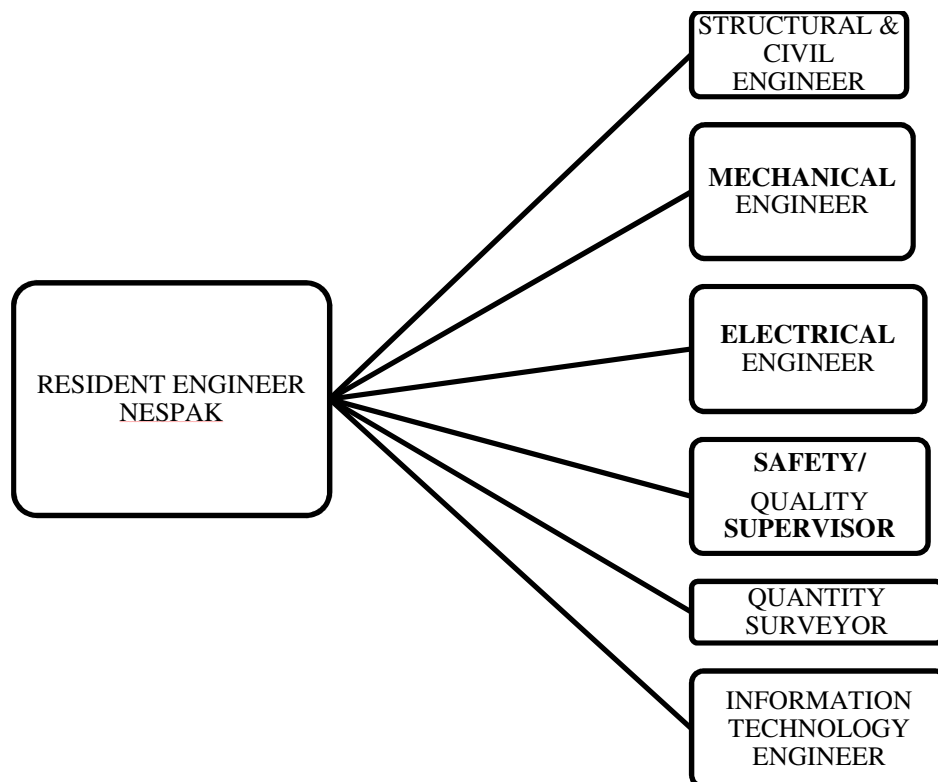 STRUCTURAL &
CIVIL
ENGINEER
MECHANICAL
ENGINEER
ELECTRICAL
ENGINEER
RESIDENT ENGINEER
NESPAK
SAFETY/
QUALITY
SUPERVISOR
QUANTITY
SURVEYOR
INFORMATION
TECHNOLOGY
ENGINEER